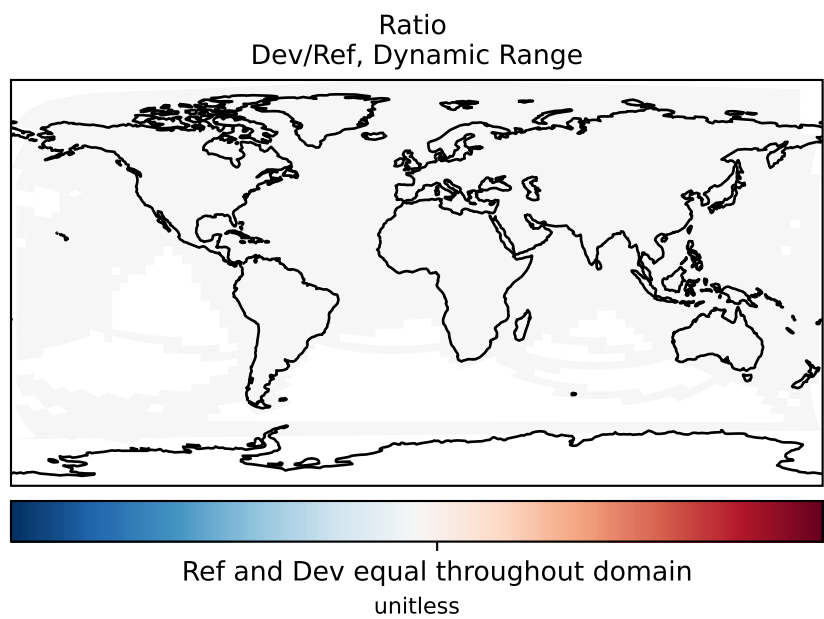 Ratio
Dev/Ref, Dynamic Range
Ref and Dev equal throughout domain
unitless